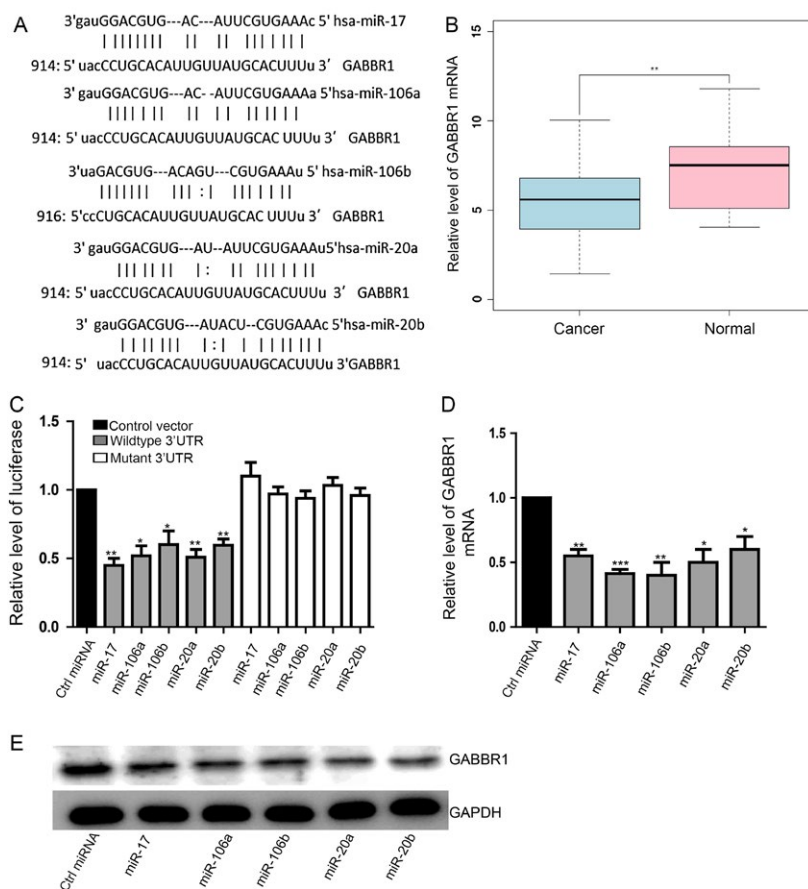 A
3'gauGGACGUG---AC---AUUCGUGAAAc 5' hsa-miR-17
914: 5' uacCCUGCACAUUGUUAUGCACUUUu 3' GABBR1
3' gauGGACGUG---AC- -AUUCGUGAAAa 5'hsa-miR-106a
914: 5' uacCCUGCACAUUGUUAUGCAC UUUu 3' GABBR1
3'uaGACGUG---ACAGU---CGUGAAAU 5' hsa-miR-106b
916: 5'ccCUGCACAUUGUUAUGCAC UUUu 3' GABBR1
3' gauGGACGUG---AU--AUUCGUGAAAu5'hsa-miR-20a
914: 5' uacCCUGCACAUUGUUAUGCACUUUu 3' GABBR1
3' gauGGACGUG---AUACU--CGUGAAAc 5'hsa-miR-20b
914: 5' uacCCUGCACAUUGUUAUGCACUUUu 3'GABBR1
B
Relative level of GABBR1 mRNA
15
10
5
0
**
Cancer Normal
C
Relative level of luciferase
1.5
1.0
0.5
0.0
Control vector
Wildtype 3'UTR
Mutant 3'UTR
** * * ** **
Ctrl miRNA miR-17 miR-106a miR-106b miR-20a miR-20b miR-17 miR-106a miR-106b miR-20a miR-20b
D
Relative level of GABBR1
mRNA
1.5
1.0
0.5
0.0
** *** ** * *
Ctrl miRNA miR-17 miR-106a miR-106b miR-20a miR-20b
E
GABBR1
GAPDH
Ctrl miRNA miR-17 miR-106a miR-106b miR-20a miR-20b